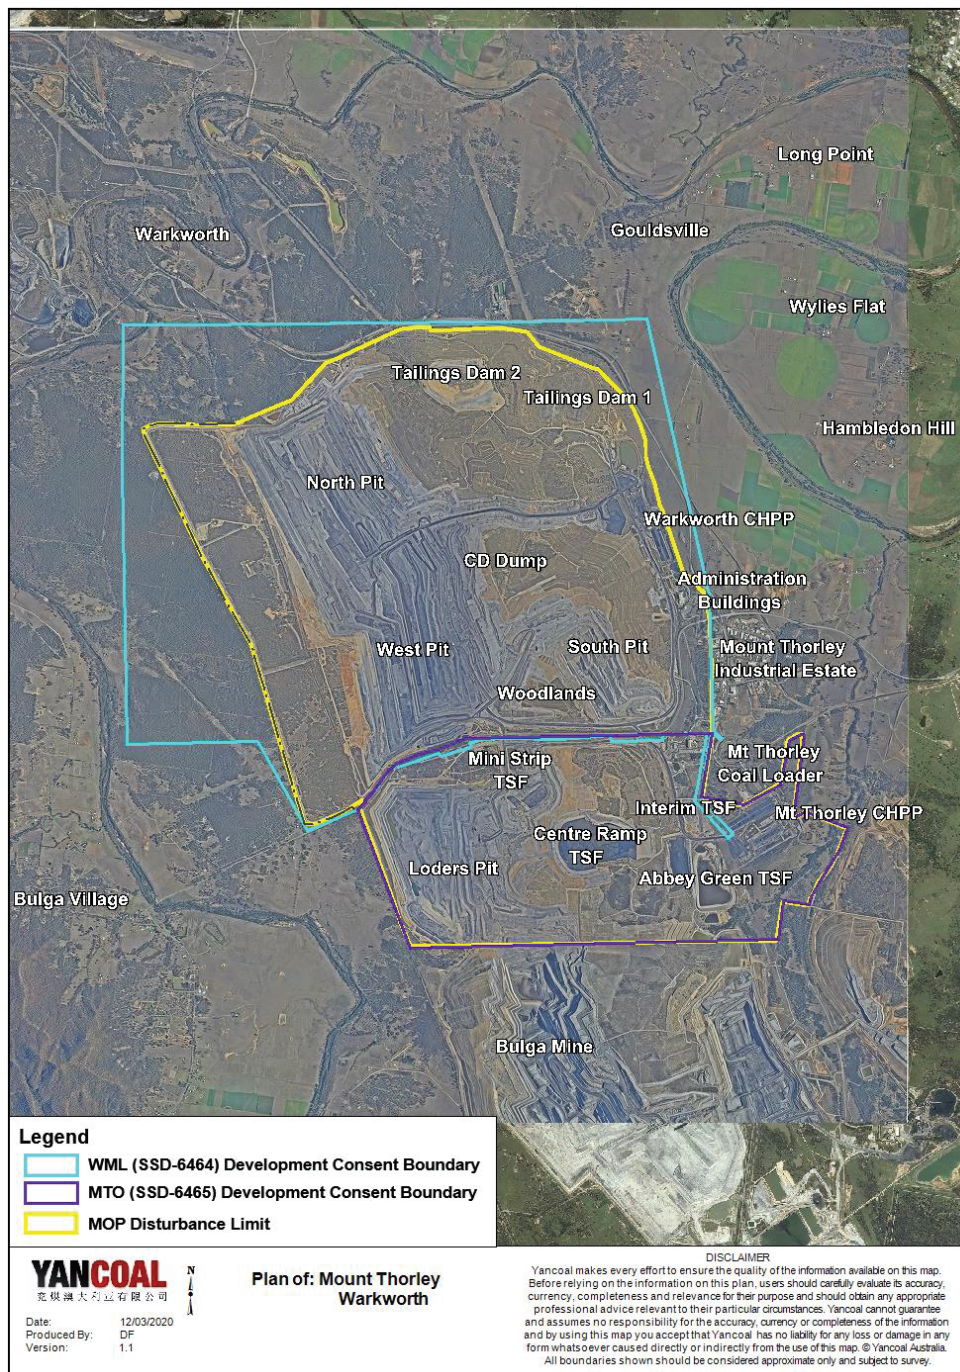 Long Point
Gouldsville
Warkworth
Wylies Flat
Tailings Dam 2
Tailings Dam 1
Hambledon Hill
North Pit
Warkworth CHPP
CD Dump
Administration
Buildings
West Pit
South Pit
Mount Thorley
Industrial Estate
Woodlands
Mini Strip
TSF
Mt Thorley
Coal Loader
Interim TSF
Mt Thorley CHPP
Centre Ramp
TSF
Loders Pit
Abbey Green TSF
Bulga Village
Bulga Mine
Legend
WML (SSD-6464) Development Consent Boundary
MTO (SSD-6465) Development Consent Boundary
MOP Disturbance Limit
YANCOAL
兖煤澳大利亚有限公司
N
Date: 12/03/2020
Produced By: DF
Version: 1.1
Plan of: Mount Thorley
Warkworth
DISCLAIMER
Yancoal makes every effort to ensure the quality of the information available on this map.
Before relying on the information on this plan, users should carefully evaluate its accuracy,
currency, completeness and relevance for their purpose and should obtain any appropriate
professional advice relevant to their particular circumstances. Yancoal cannot guarantee
and assumes no responsibility for the accuracy, currency or completeness of the information
and by using this map you accept that Yancoal has no liability for any loss or damage in any
form whatsoever caused directly or indirectly from the use of this map. © Yancoal Australia.
All boundaries shown should be considered approximate only and subject to survey.